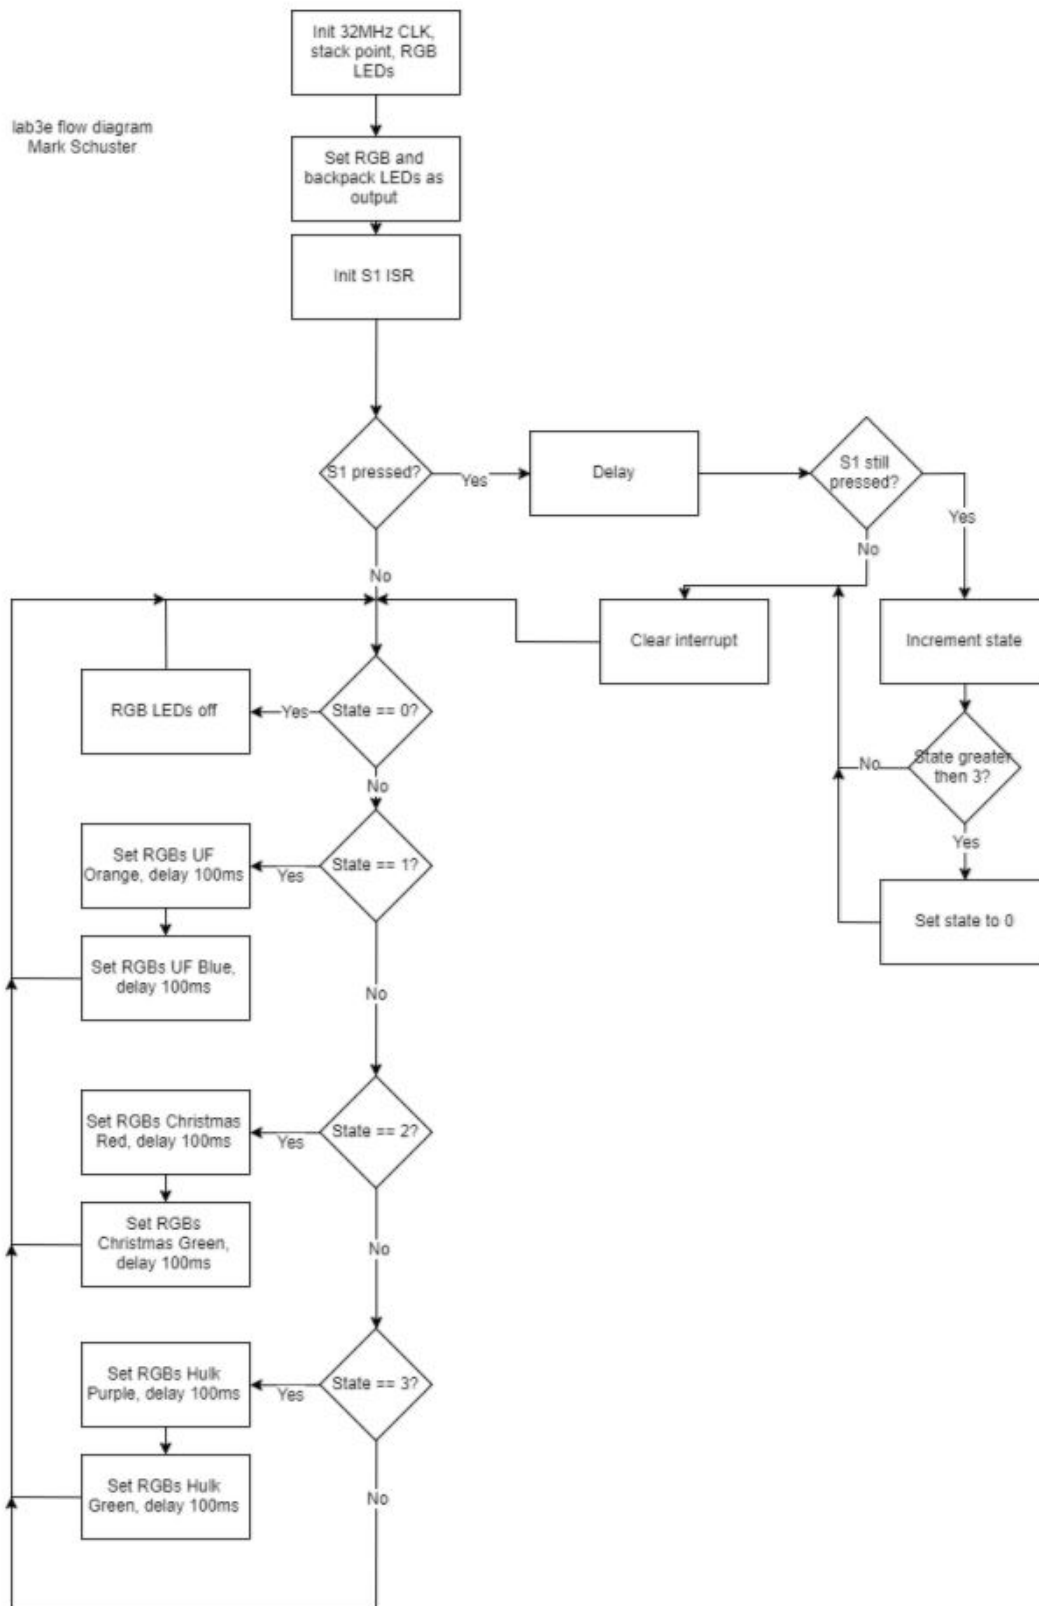 Init 32MHz CLK,
stack point, RGB
LEDs
lab3e flow diagram
Mark Schuster
Set RGB and
backpack LEDs as
output
Init S1 ISR
S1 pressed?
Yes
Delay
S1 still
pressed?
Yes
No
No
Clear interrupt
Increment state
RGB LEDs off
Yes
State == 0?
No
State greater
then 3?
No
Yes
Set state to 0
Set RGBs UF
Orange, delay 100ms
Yes
State == 1?
Set RGBs UF Blue,
delay 100ms
No
Set RGBs Christmas
Red, delay 100ms
Yes
State == 2?
Set RGBs
Christmas Green,
delay 100ms
No
Set RGBs Hulk
Purple, delay 100ms
Yes
State == 3?
Set RGBs Hulk
Green, delay 100ms
No